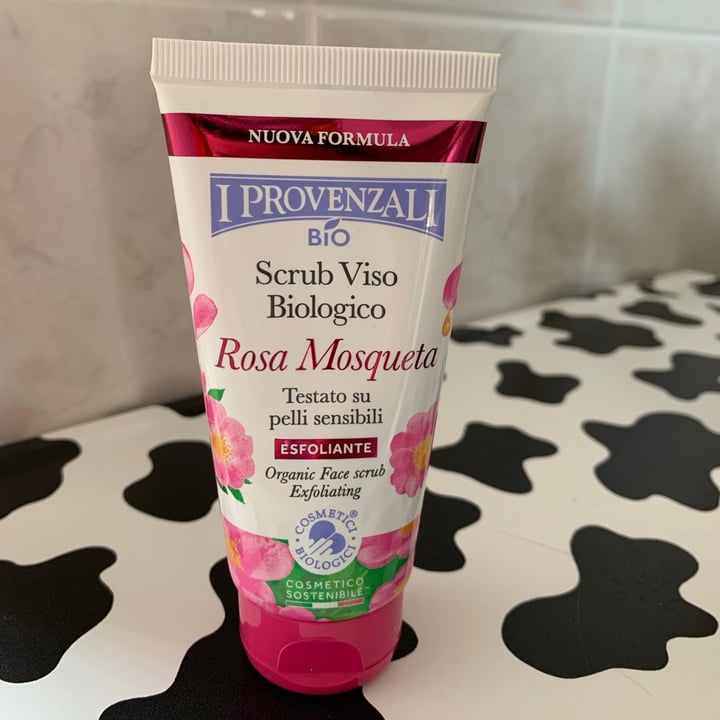 NUOVA FORMULA
I PROVENZALI
BIO
Scrub Viso
Biologico
Rosa Mosqueta
Testato su
pelli sensibili
ESFOLIANTE
Organic Face scrub
Exfoliating
COSMETICI®
BIOLOGICI
COSMETICO
SOSTENIBILE